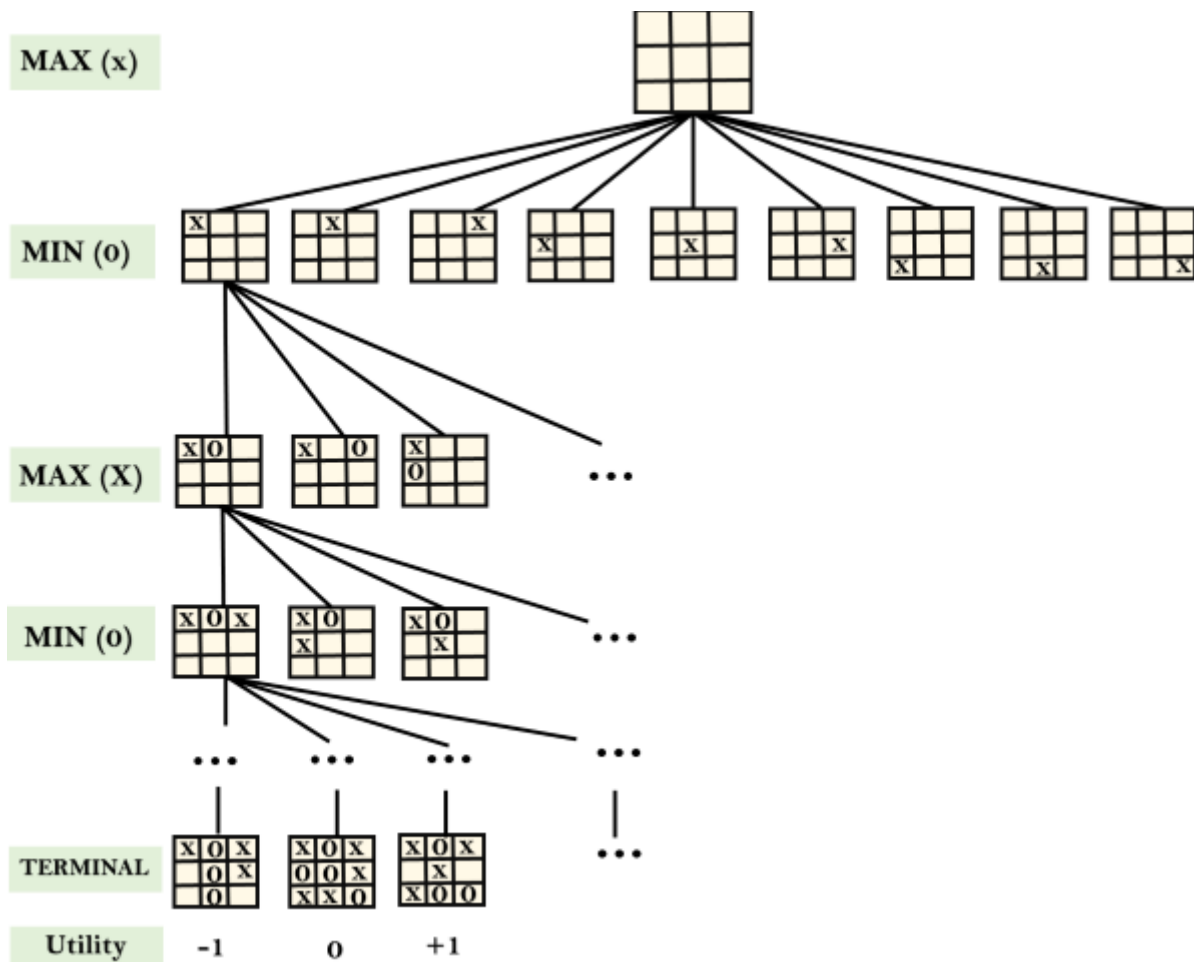 MAX (x)
x x x
MIN (0)
x x x
x x x
X O X O X
MAX (X)
O
...
X O X X O X O
MIN (0)
X X
...
... ... ... ...
X O X X O X X O X
TERMINAL
O X O O X X
...
O X X O X O O
Utility -1 0 +1